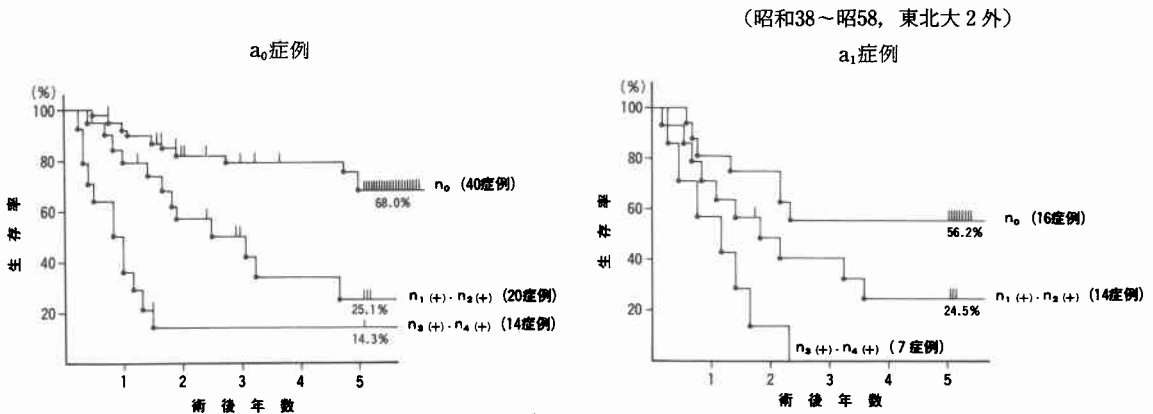 (昭和38～昭58, 東北大2外)
a₀症例
(%)
100
80
60
40
20
生存率
n₀ (40症例)
68.0%
n₁(+)・n₂(+) (20症例)
25.1%
n₃(+)・n₄(+) (14症例)
14.3%
1 2 3 4 5
術後年数
a₁症例
(%)
100
80
60
40
20
生存率
n₀ (16症例)
56.2%
n₁(+)・n₂(+) (14症例)
24.5%
n₃(+)・n₄(+) (7症例)
1 2 3 4 5
術後年数